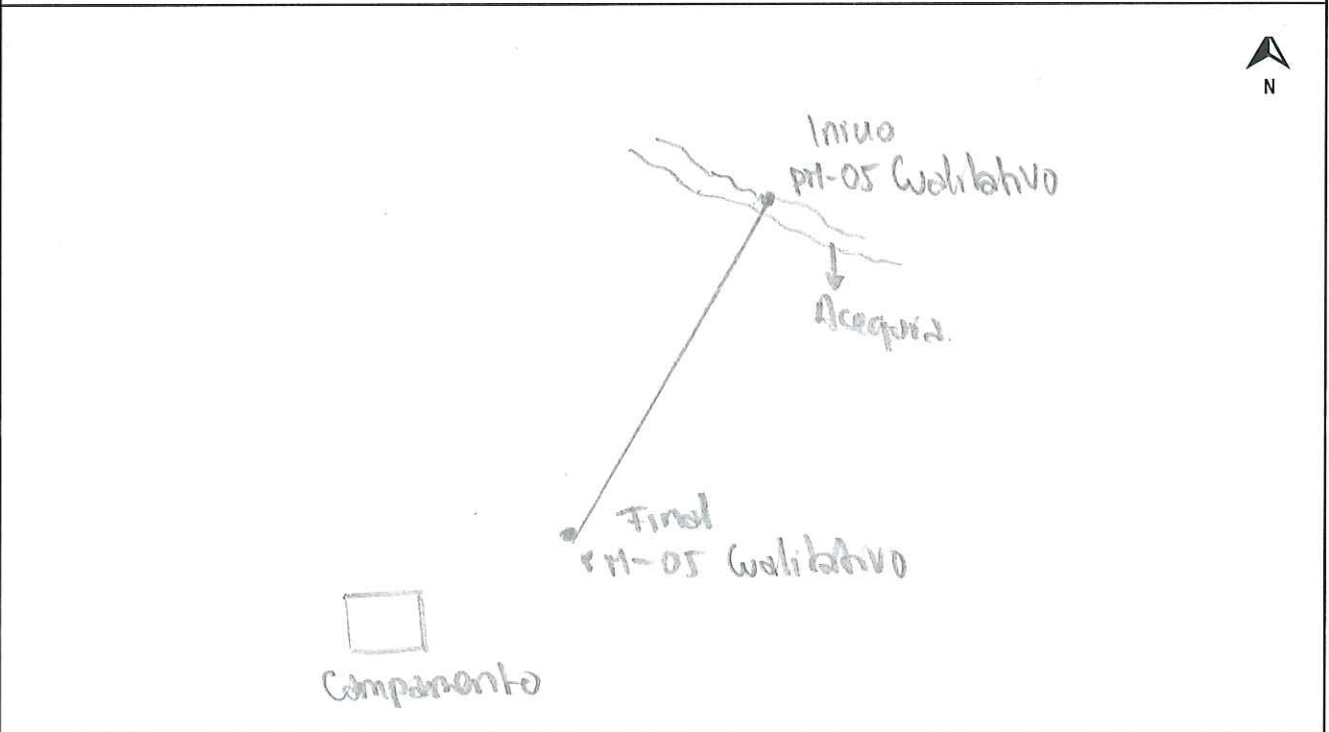 N
Inicio
PM-05 Cualitativo
Acequia.
Final
PM-05 Cualitativo
Campamento